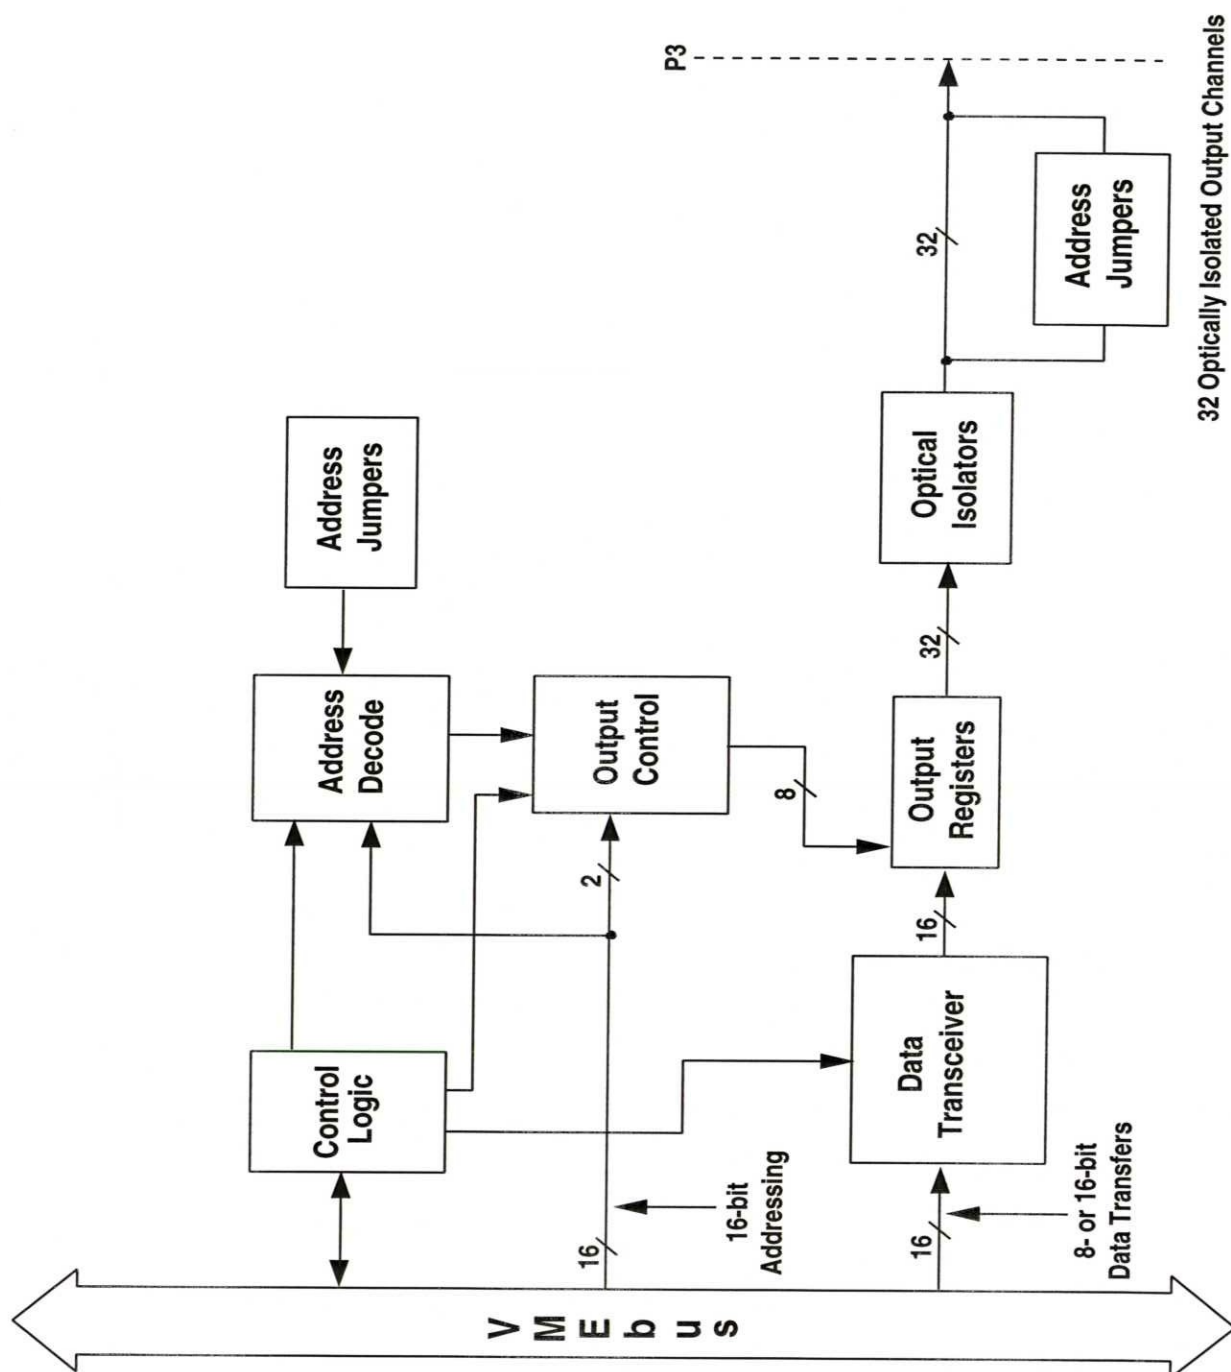 VMEbus
Control
Logic
Address
Decode
Address
Jumpers
16
16-bit
Addressing
2
Output
Control
8
16
8- or 16-bit
Data Transfers
Data
Transceiver
16
Output
Registers
32
Optical
Isolators
32
Address
Jumpers
P3
32 Optically Isolated Output Channels